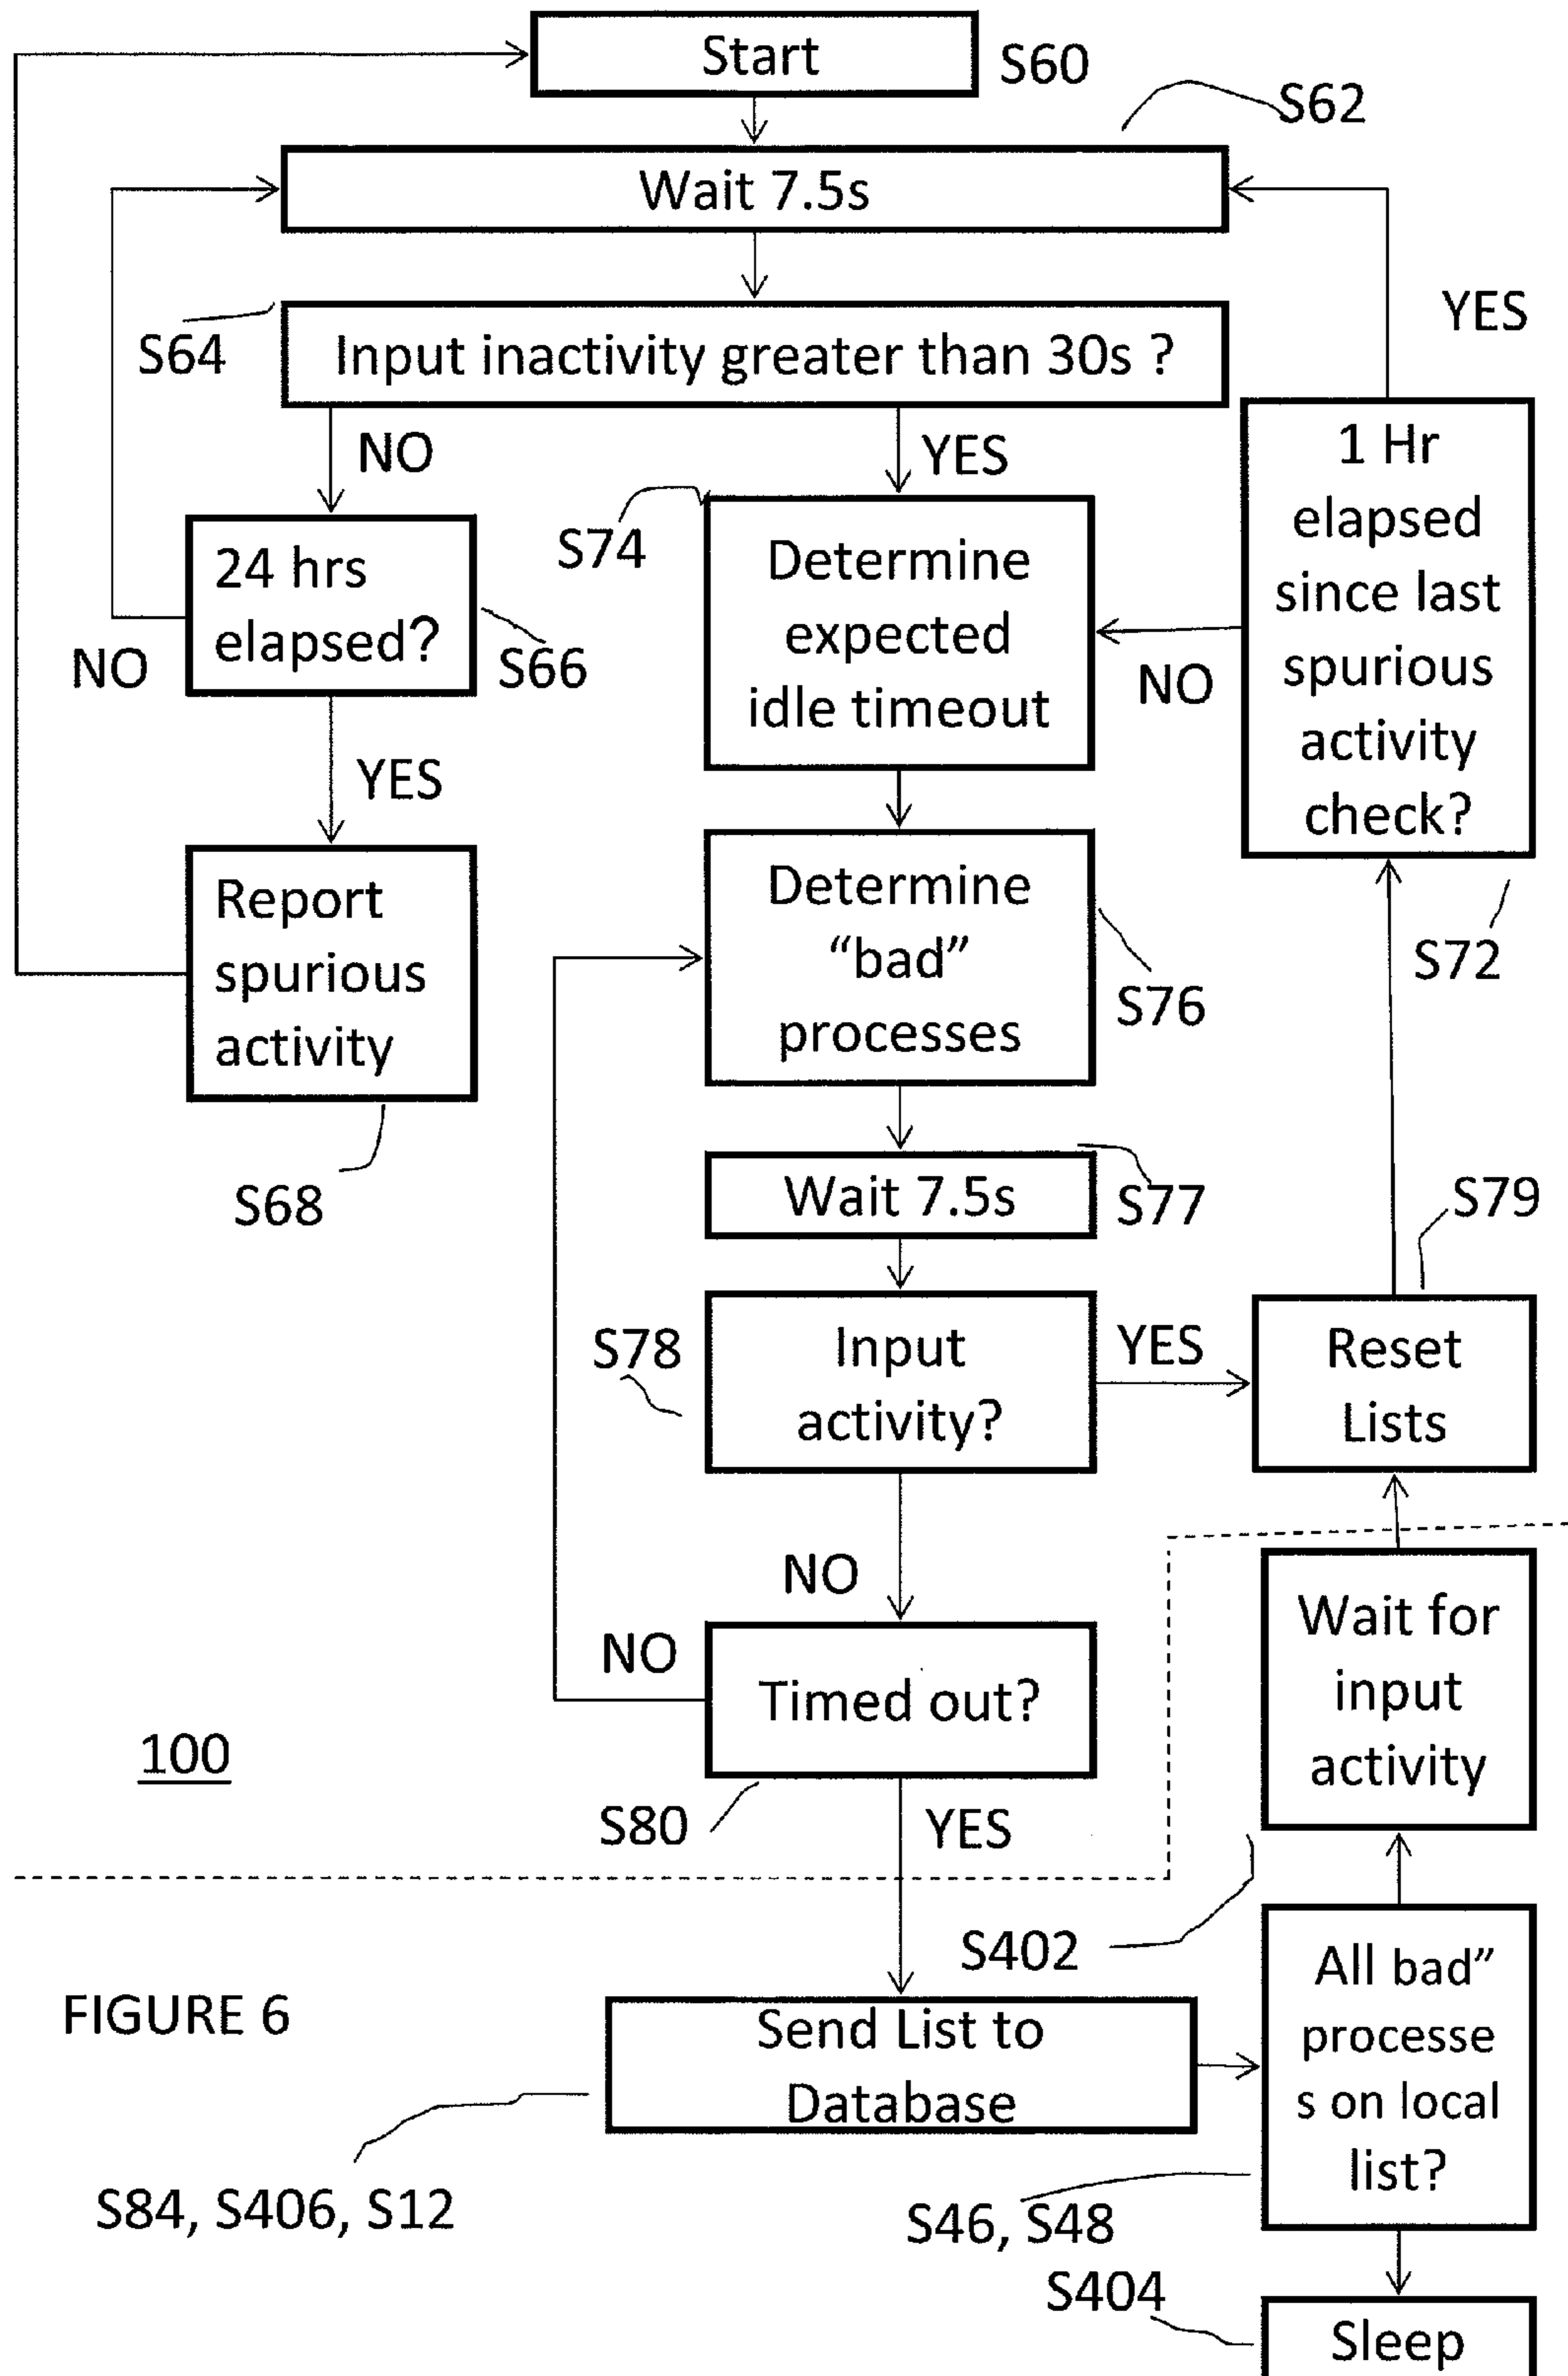 Start
S60
S62
Wait 7.5s
YES
S64
Input inactivity greater than 30s ?
NO
YES
1 Hr
elapsed
since last
spurious
activity
check?
S74
24 hrs
elapsed?
Determine
expected
idle timeout
NO
S66
NO
YES
Report
spurious
activity
Determine
“bad”
processes
S72
S76
S68
Wait 7.5s
S77
S79
S78
Input
activity?
YES
Reset
Lists
NO
NO
Timed out?
Wait for
input
activity
100
S80
YES
S402
FIGURE 6
Send List to
Database
All bad”
processe
s on local
list?
S84, S406, S12
S46, S48
S404
Sleep